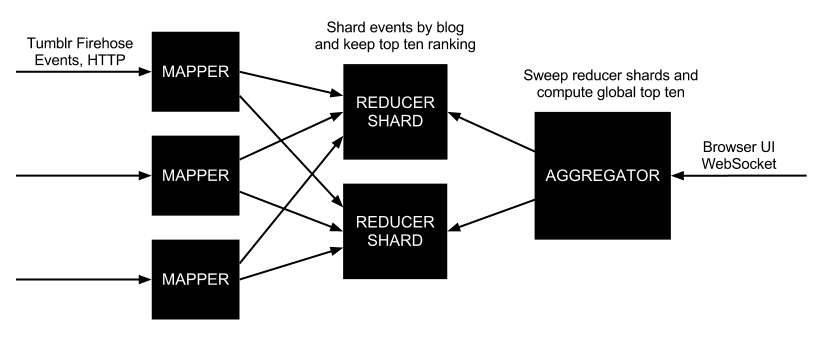 Tumblr Firehose
Events, HTTP
MAPPER
MAPPER
MAPPER
Shard events by blog
and keep top ten ranking
REDUCER
SHARD
REDUCER
SHARD
Sweep reducer shards and
compute global top ten
AGGREGATOR
Browser UI
WebSocket